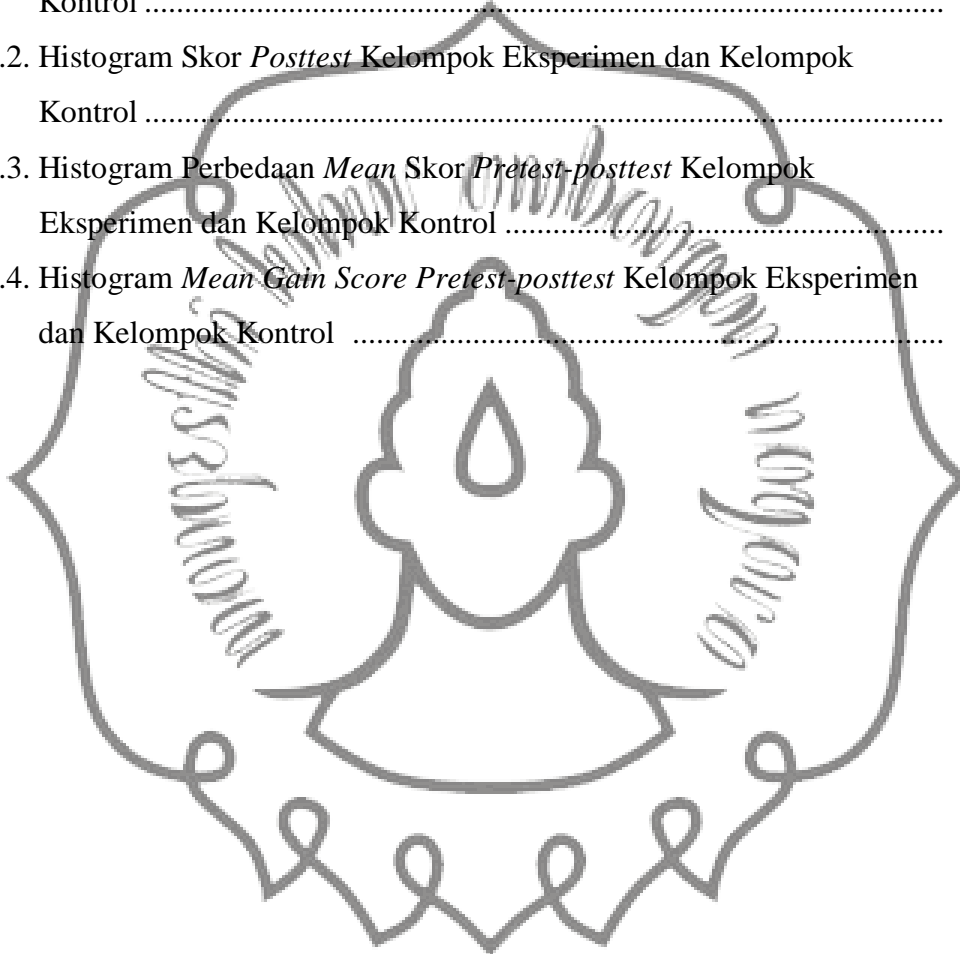 Kontrol ....................................................................................................
.2. Histogram Skor Posttest Kelompok Eksperimen dan Kelompok
Kontrol ....................................................................................................
.3. Histogram Perbedaan Mean Skor Pretest-posttest Kelompok
Eksperimen dan Kelompok Kontrol .......................................................
.4. Histogram Mean Gain Score Pretest-posttest Kelompok Eksperimen
dan Kelompok Kontrol ..........................................................................